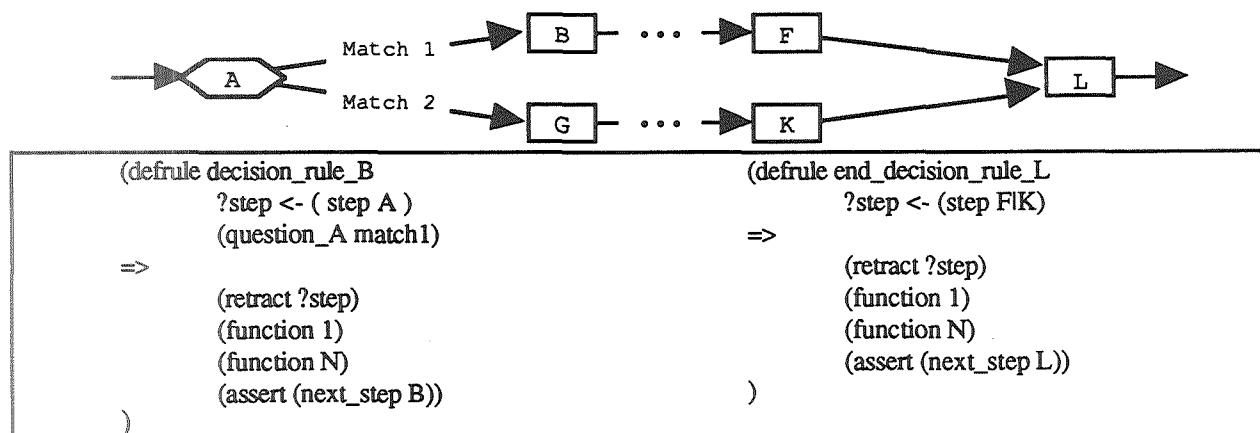 Match 1
B
...
F
A
L
Match 2
G
...
K
(defrule decision_rule_B
?step <- ( step A )
(question_A match1)
=>
(retract ?step)
(function 1)
(function N)
(assert (next_step B))
)
(defrule end_decision_rule_L
?step <- (step F|K)
=>
(retract ?step)
(function 1)
(function N)
(assert (next_step L))
)